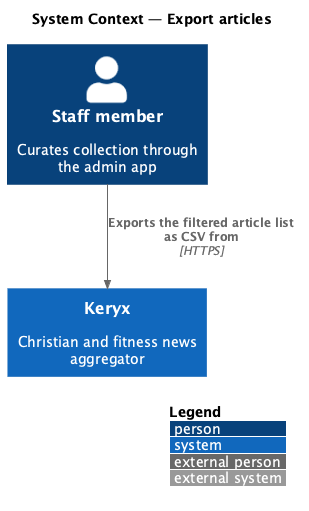 System Context — Export articles
Staff member
Curates collection through
the admin app
Exports the filtered article list
as CSV from
[HTTPS]
Keryx
Christian and fitness news
aggregator
Legend
person
system
external person
external system